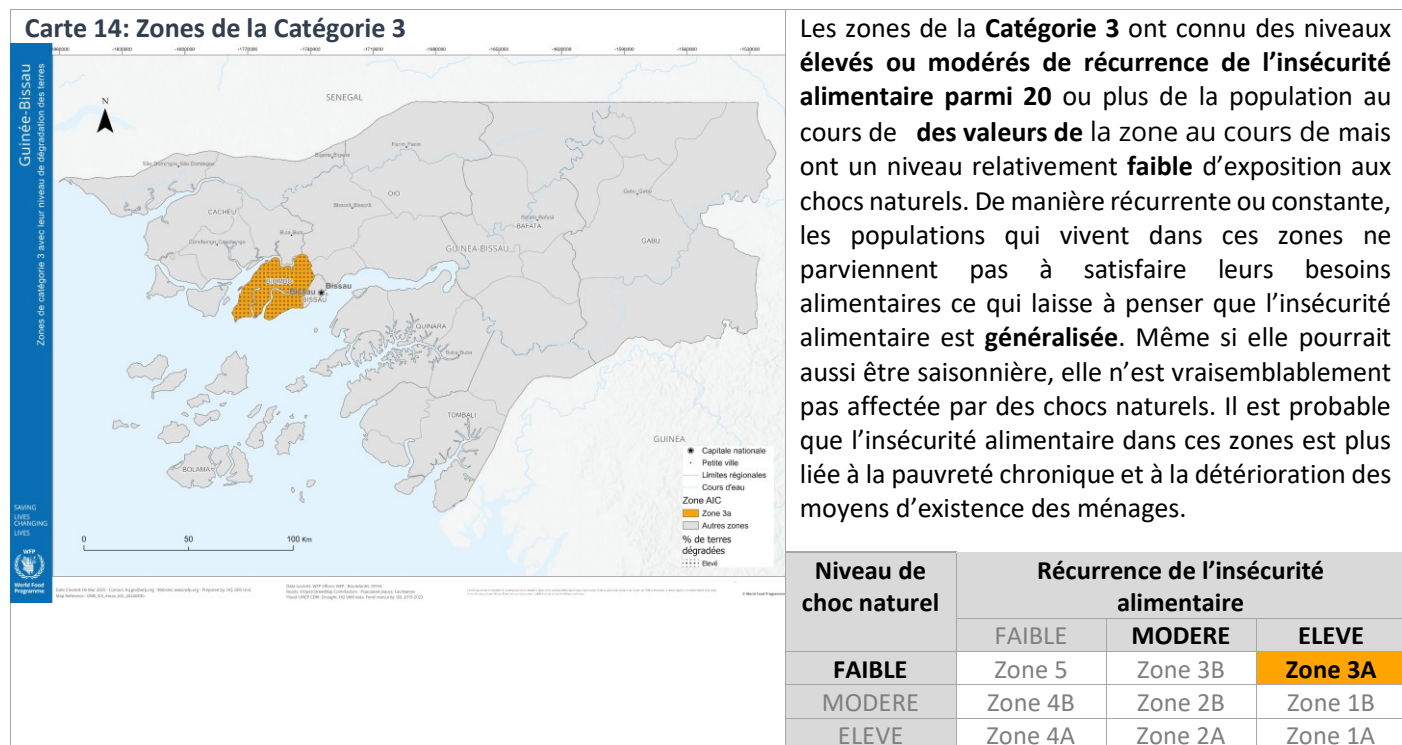 Carte 14: Zones de la Catégorie 3
Guinée-Bissau
Zones de catégorie 3 avec leur niveau de dégradation des terres
N
SENEGAL
CACHEU
OIO
BAFATA
GABU
GUINEA-BISSAU
Bissau
BISSAU
QUINARA
TOMBALI
BOLAMA
GUINEA
Capitale nationale
Petite ville
Limites régionales
Cours d'eau
Zone AIC
Zone 3a
Autres zones
% de terres
dégradées
Elevé
0 50 100 Km
SAVING
LIVES
CHANGING
LIVES
WFP
World Food
Programme
Les zones de la Catégorie 3 ont connu des niveaux
élevés ou modérés de récurrence de l'insécurité
alimentaire parmi 20 ou plus de la population au
cours de des valeurs de la zone au cours de mais
ont un niveau relativement faible d'exposition aux
chocs naturels. De manière récurrente ou constante,
les populations qui vivent dans ces zones ne
parviennent pas à satisfaire leurs besoins
alimentaires ce qui laisse à penser que l'insécurité
alimentaire est généralisée. Même si elle pourrait
aussi être saisonnière, elle n'est vraisemblablement
pas affectée par des chocs naturels. Il est probable
que l'insécurité alimentaire dans ces zones est plus
liée à la pauvreté chronique et à la détérioration des
moyens d'existence des ménages.
Niveau de
choc naturel
Récurrence de l'insécurité
alimentaire
FAIBLE MODERE ELEVE
FAIBLE Zone 5 Zone 3B Zone 3A
MODERE Zone 4B Zone 2B Zone 1B
ELEVE Zone 4A Zone 2A Zone 1A